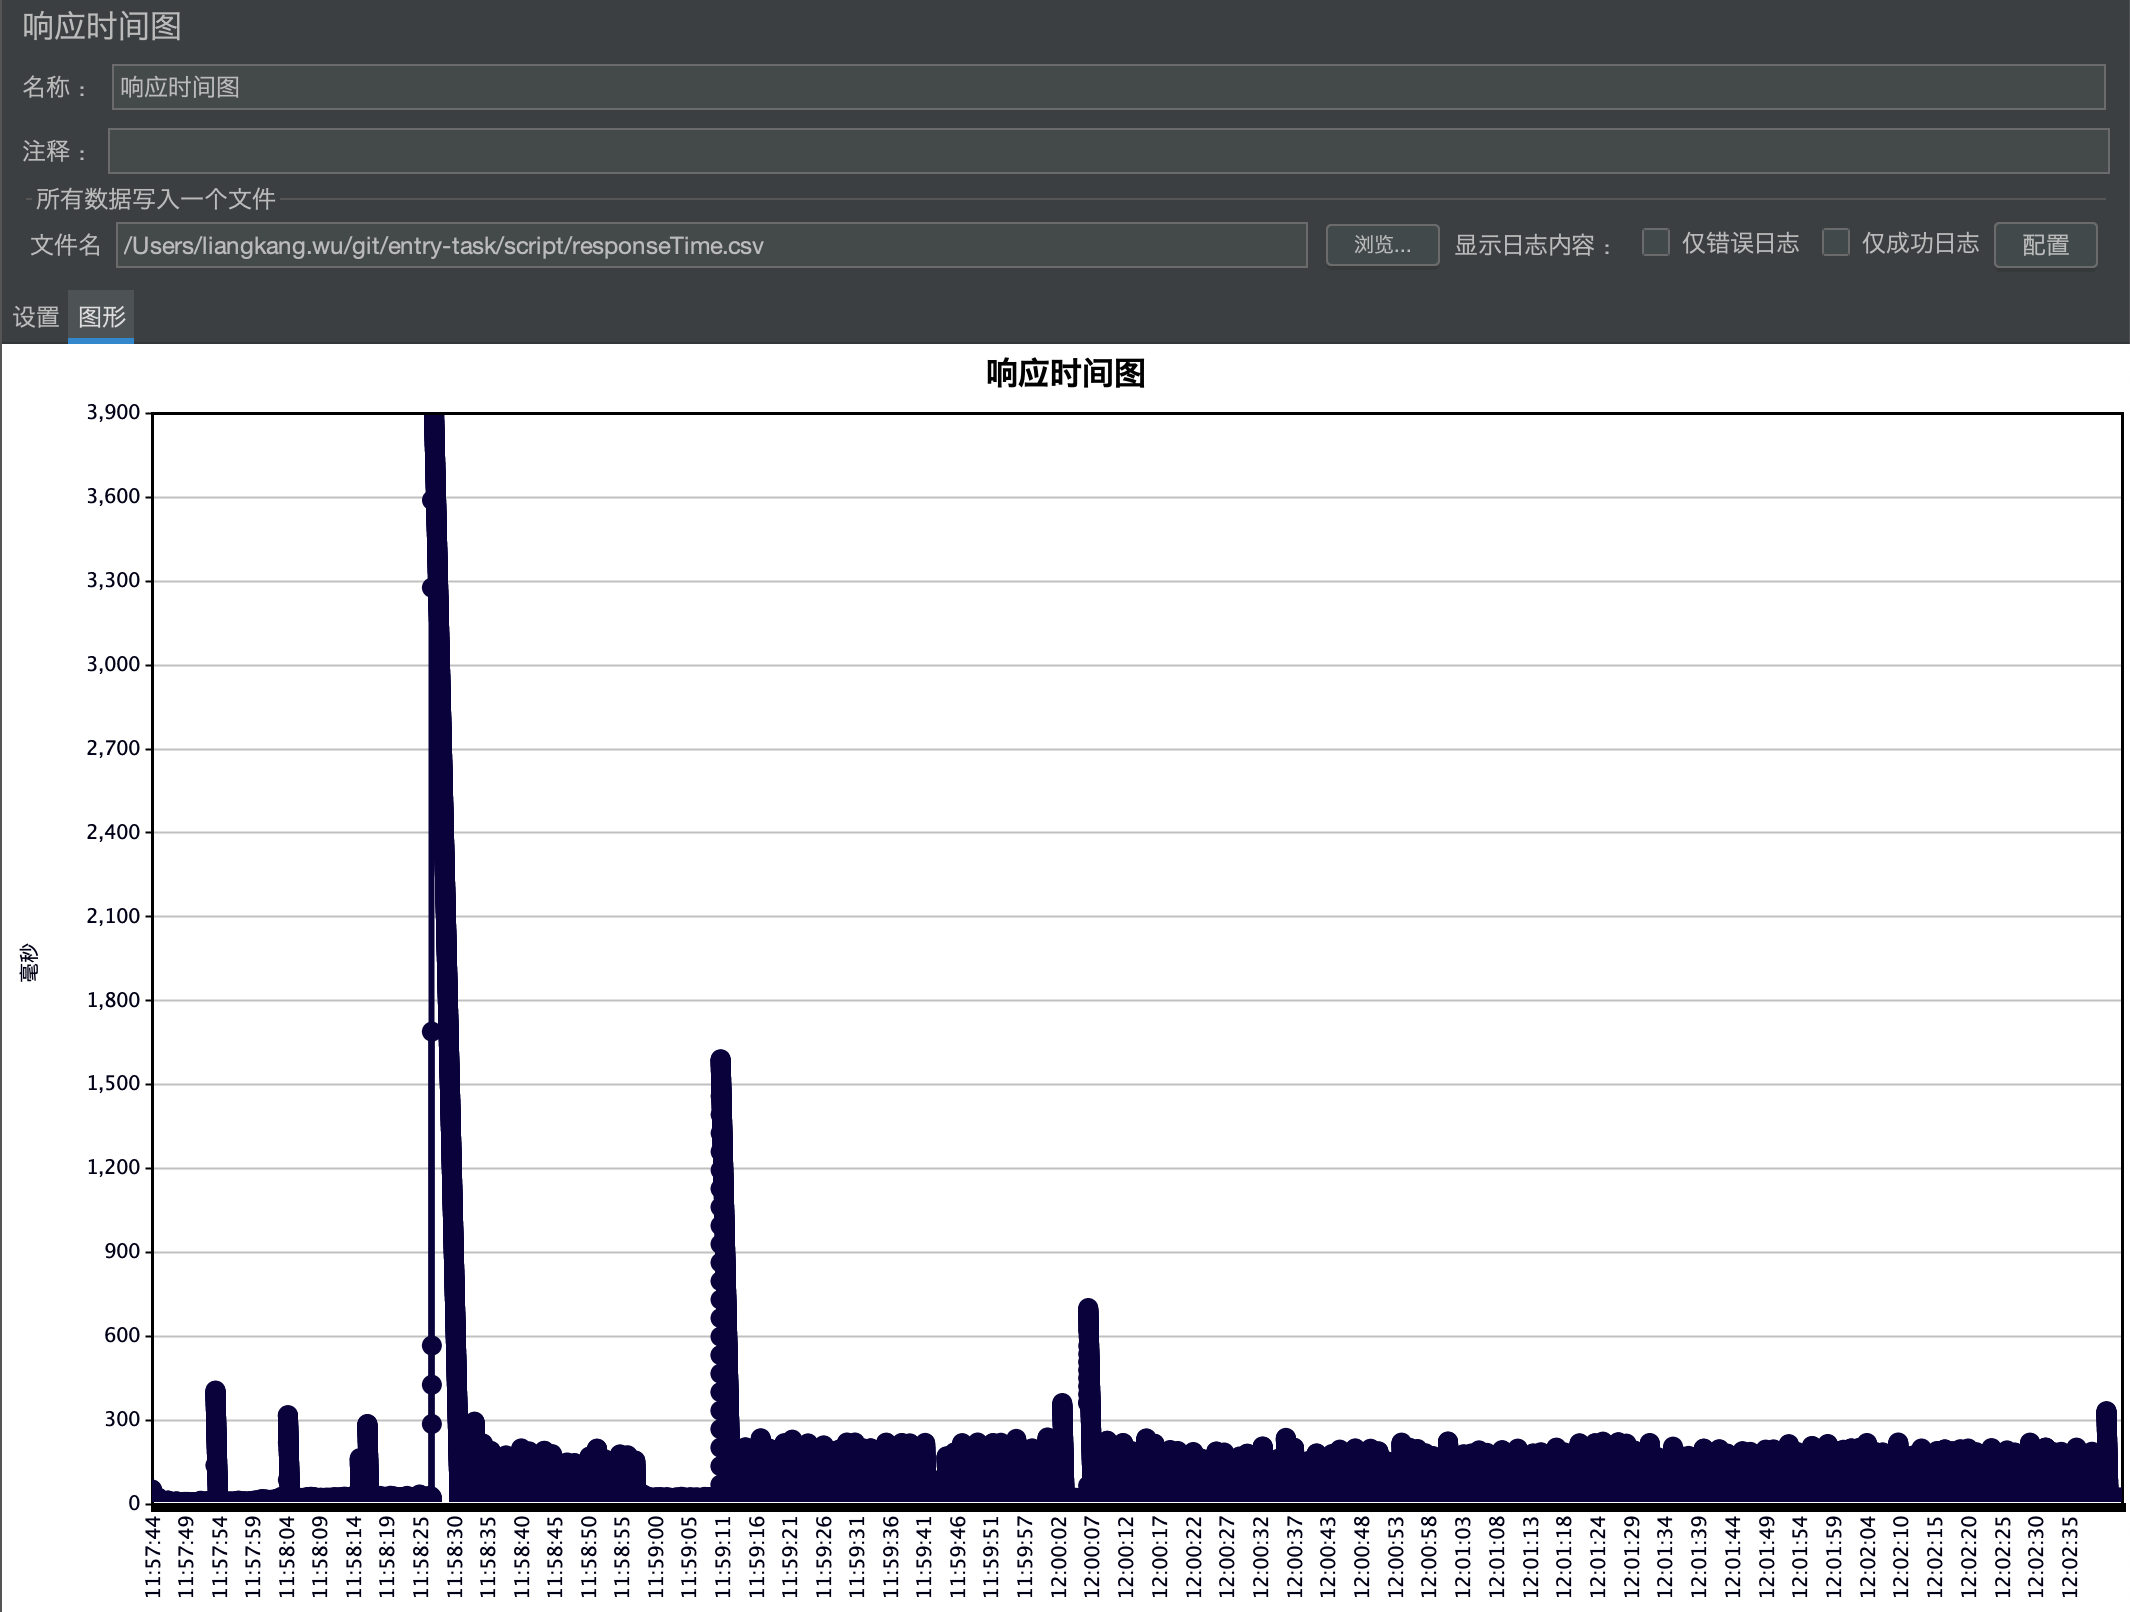 响应时间图
名称： 响应时间图
注释：
所有数据写入一个文件
文件名 /Users/liangkang.wu/git/entry-task/script/responseTime.csv 浏览... 显示日志内容： 仅错误日志 仅成功日志 配置
设置 图形
响应时间图
3,900
3,600
3,300
3,000
2,700
2,400
2,100
1,800
1,500
1,200
900
600
300
0
毫秒
11:57:44 11:57:49 11:57:54 11:57:59 11:58:04 11:58:09 11:58:14 11:58:19 11:58:25 11:58:30 11:58:35 11:58:40 11:58:45 11:58:50 11:58:55 11:59:00 11:59:05 11:59:11 11:59:16 11:59:21 11:59:26 11:59:31 11:59:36 11:59:41 11:59:46 11:59:51 11:59:57 12:00:02 12:00:07 12:00:12 12:00:17 12:00:22 12:00:27 12:00:32 12:00:37 12:00:43 12:00:48 12:00:53 12:00:58 12:01:03 12:01:08 12:01:13 12:01:18 12:01:24 12:01:29 12:01:34 12:01:39 12:01:44 12:01:49 12:01:54 12:01:59 12:02:04 12:02:10 12:02:15 12:02:20 12:02:25 12:02:30 12:02:35